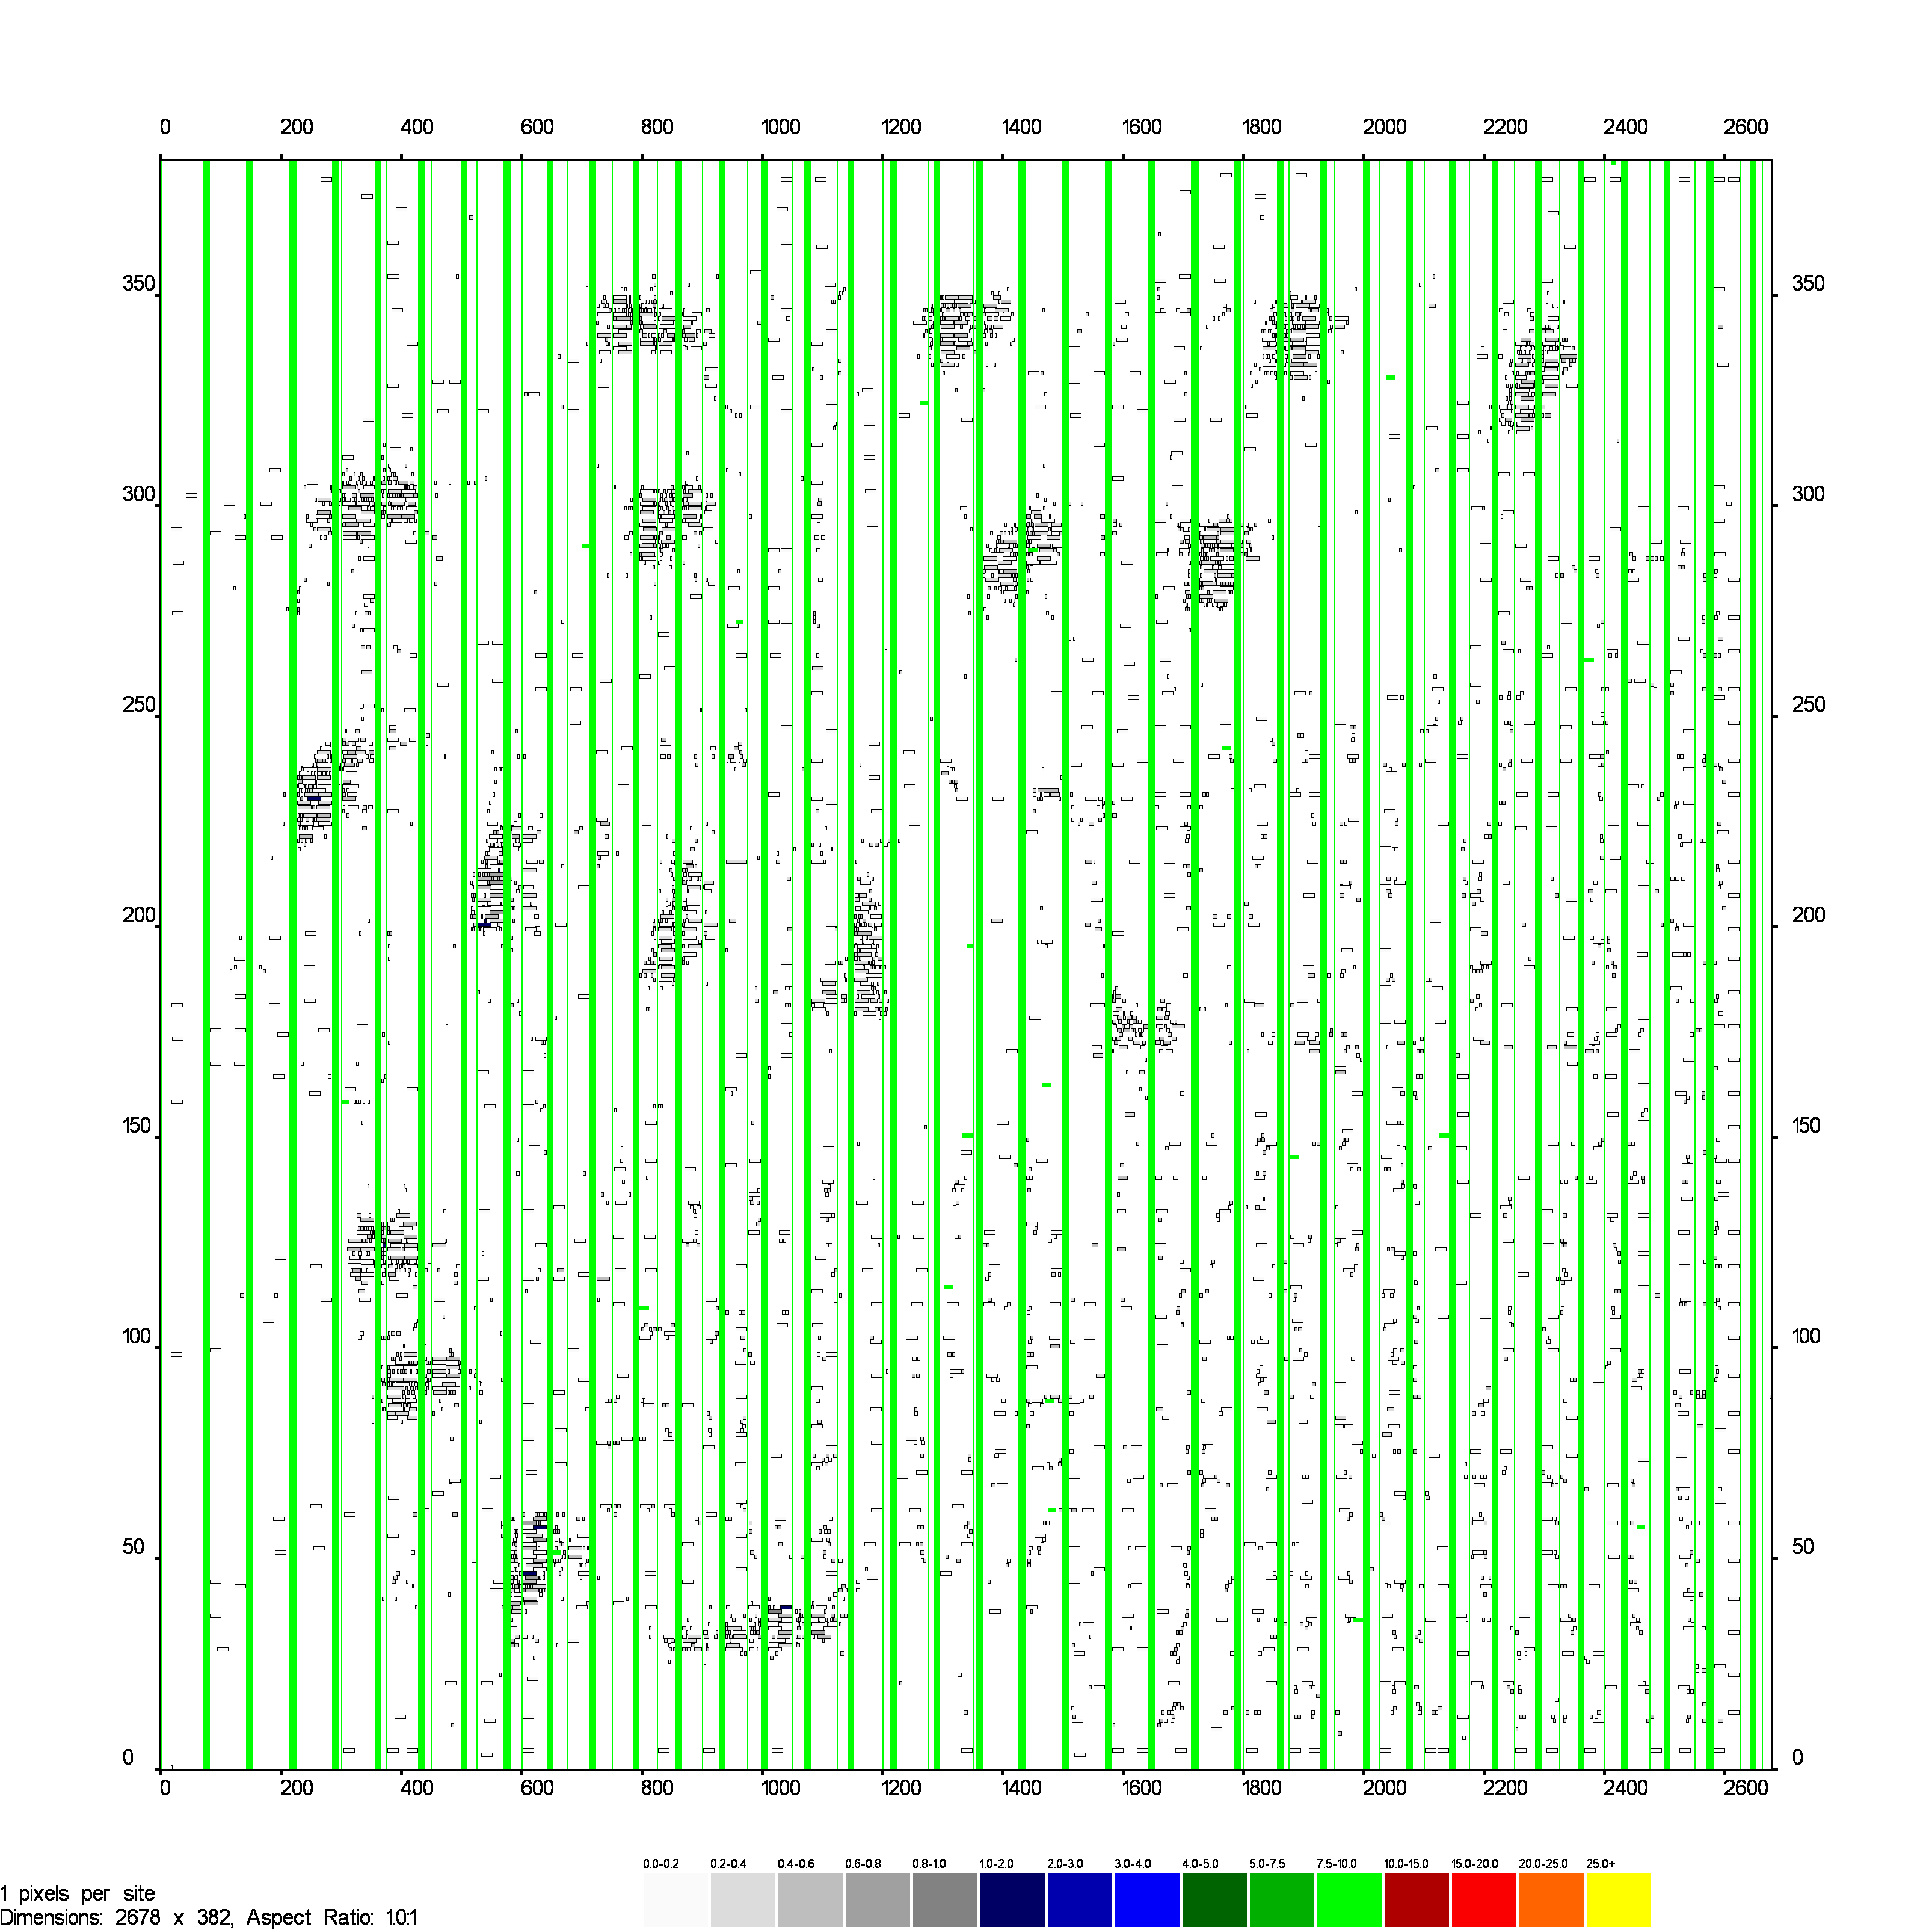 0 200 400 600 800 1000 1200 1400 1600 1800 2000 2200 2400 2600
350 350
300 300
250 250
200 200
150 150
100 100
50 50
0 0
0 200 400 600 800 1000 1200 1400 1600 1800 2000 2200 2400 2600
0.0-0.2 0.2-0.4 0.4-0.6 0.6-0.8 0.8-1.0 1.0-2.0 2.0-3.0 3.0-4.0 4.0-5.0 5.0-7.5 7.5-10.0 10.0-15.0 15.0-20.0 20.0-25.0 25.0+
1 pixels per site
Dimensions: 2678 x 382, Aspect Ratio: 1.0:1